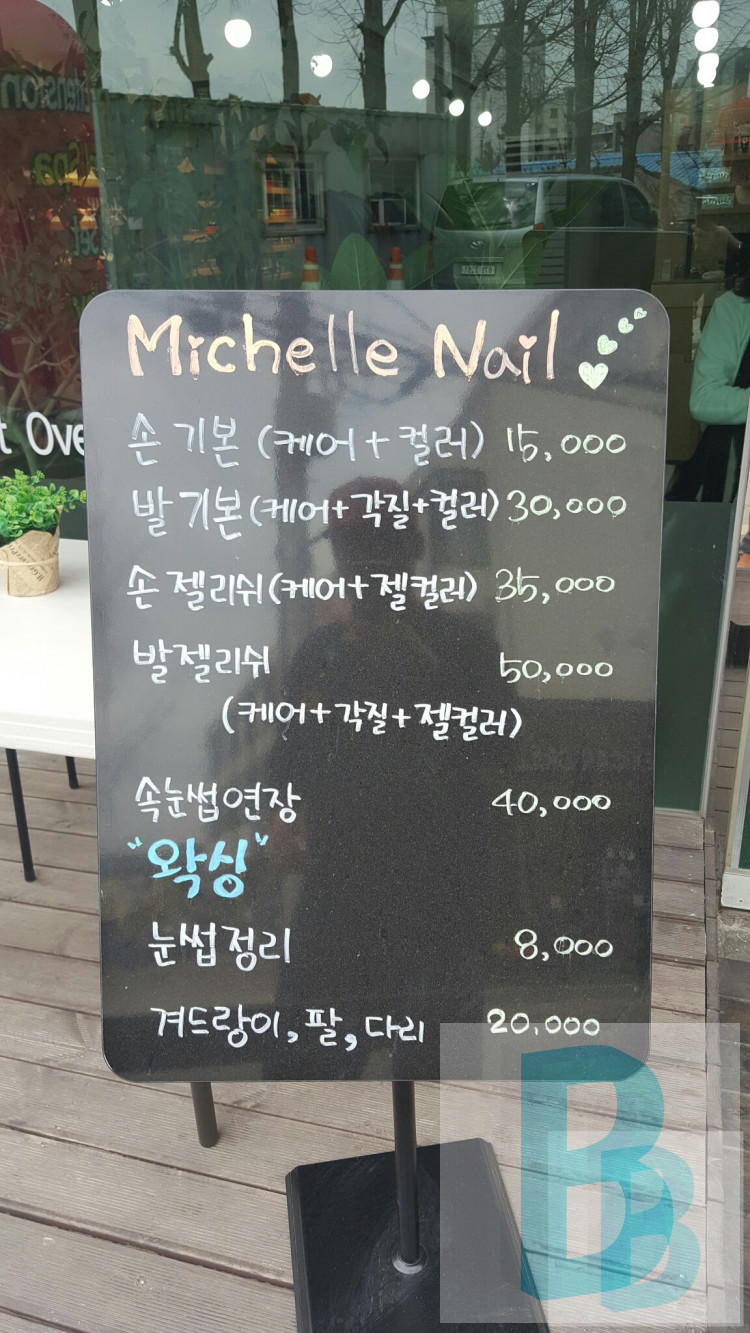 Michelle Nail
손 기본 (케어+컬러) 15,000
발 기본(케어+각질+컬러) 30,000
손 젤리쉬(케어+젤컬러) 35,000
발젤리쉬 50,000
(케어+각질+젤컬러)
속눈썹연장 40,000
"왁싱"
눈썹정리 8,000
겨드랑이, 팔, 다리 20,000
t Ove
BB